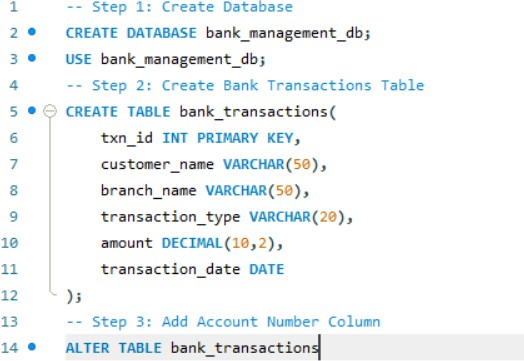 1 -- Step 1: Create Database
2 CREATE DATABASE bank_management_db;
3 USE bank_management_db;
4 -- Step 2: Create Bank Transactions Table
5 CREATE TABLE bank_transactions(
6 txn_id INT PRIMARY KEY,
7 customer_name VARCHAR(50),
8 branch_name VARCHAR(50),
9 transaction_type VARCHAR(20),
10 amount DECIMAL(10,2),
11 transaction_date DATE
12 );
13 -- Step 3: Add Account Number Column
14 ALTER TABLE bank_transactions